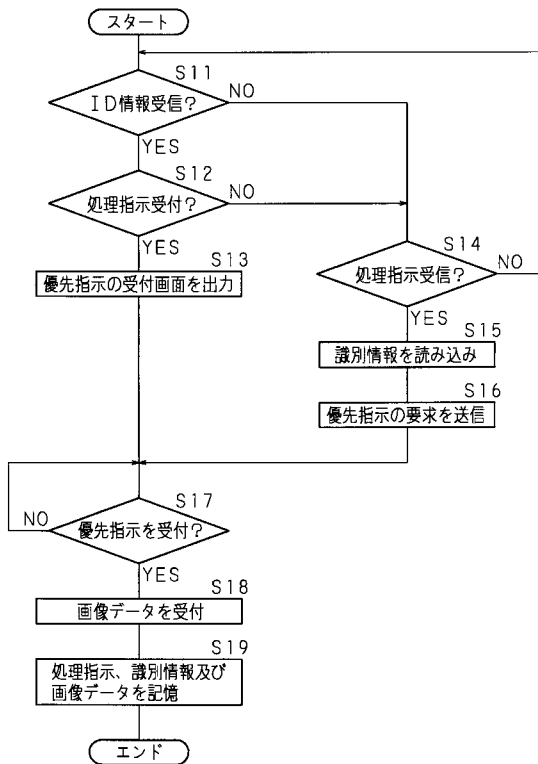 スタート
S11
ID情報受信?
NO
YES
S12
処理指示受付?
NO
YES
S13
優先指示の受付画面を出力
S14
処理指示受信?
NO
YES
S15
識別情報を読み込み
S16
優先指示の要求を送信
S17
優先指示を受付?
NO
YES
S18
画像データを受付
S19
処理指示、識別情報及び
画像データを記憶
エンド